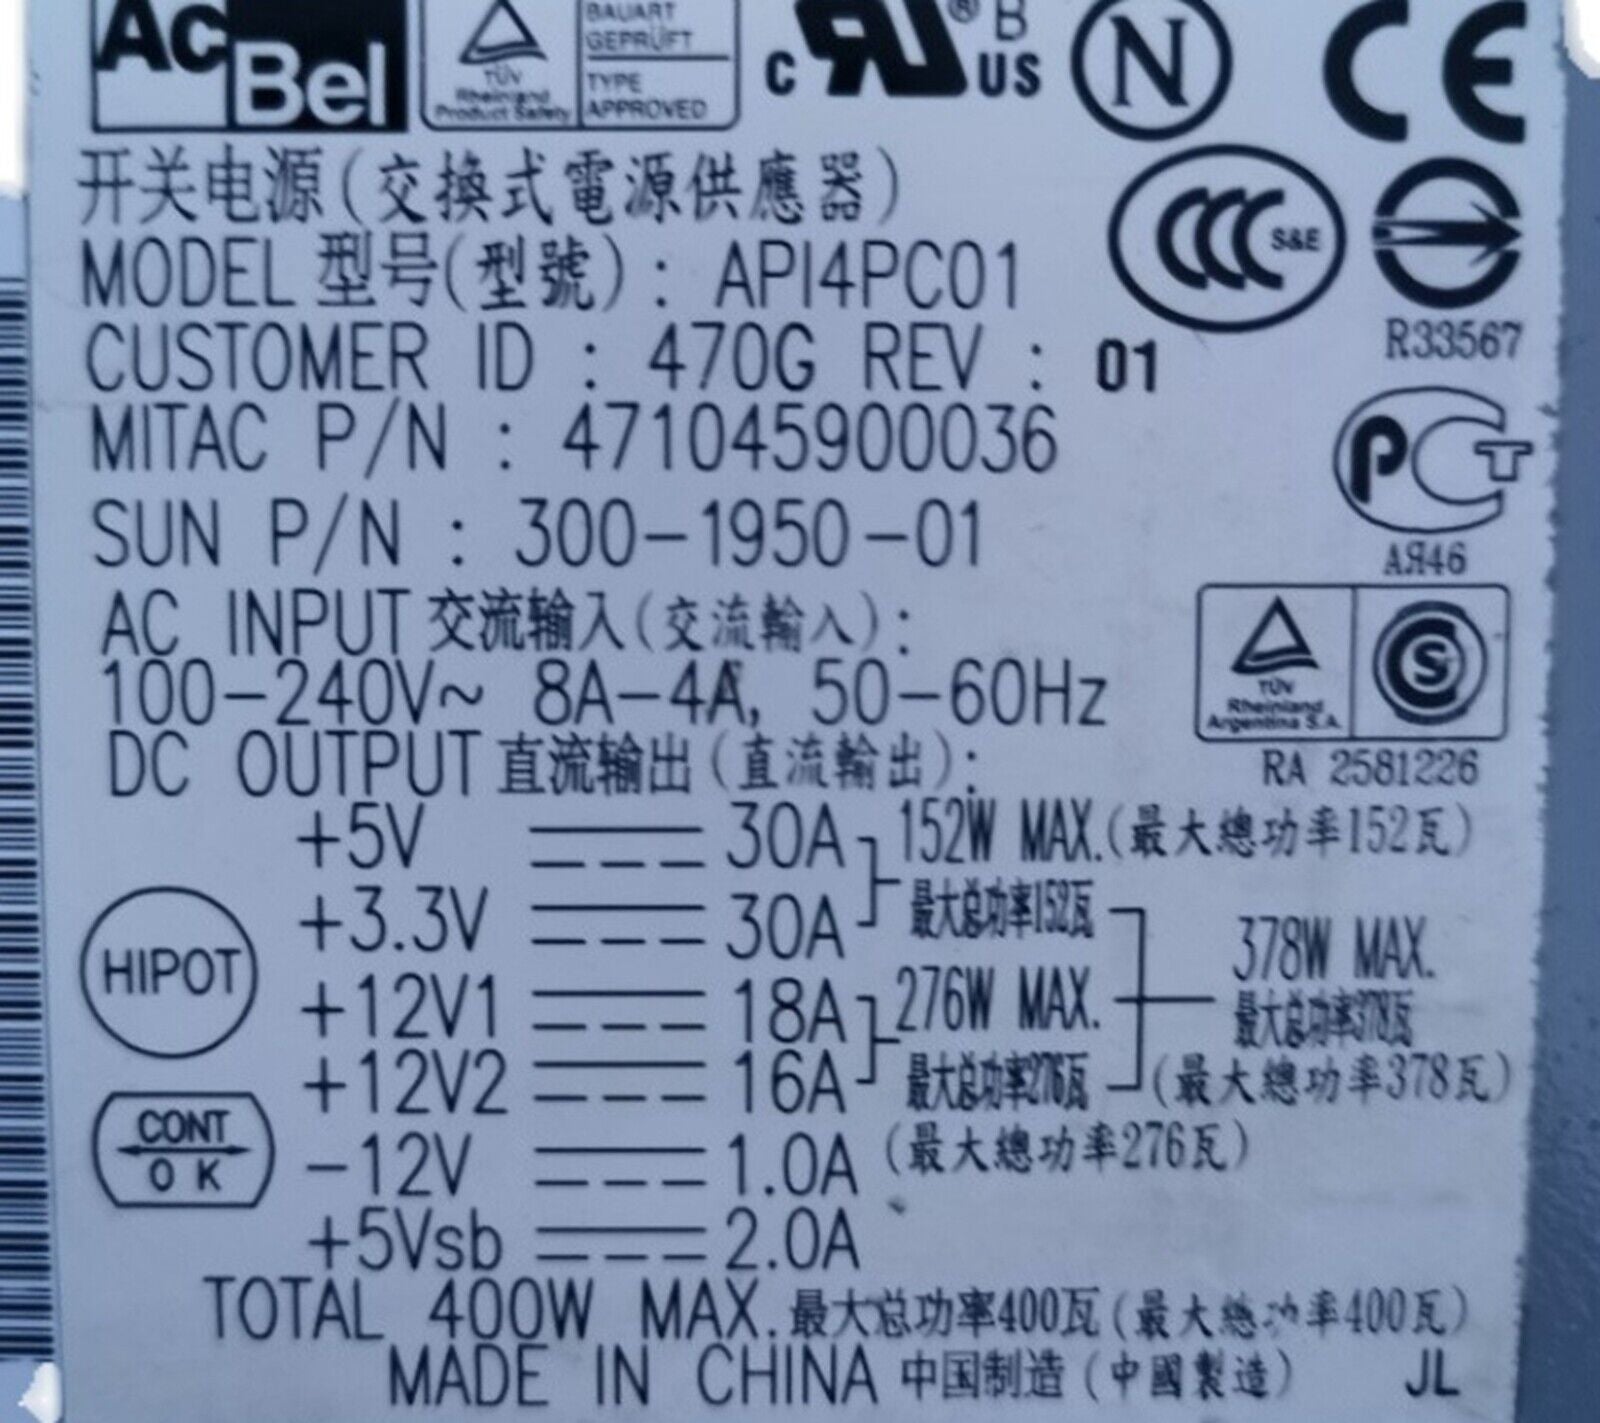 AcBel
TÜV
Rheinland
Product Safety
BAUART
GEPRÜFT
TYPE
APPROVED
C ® B US
N
CE
开关电源(交換式電源供應器)
MODEL 型号(型號): API4PC01
CCC S&E
R33567
CUSTOMER ID : 470G REV : 01
MITAC P/N : 471045900036
PCT
SUN P/N : 300-1950-01
АЯ46
AC INPUT 交流输入(交流輸入):
100-240V~ 8A-4A, 50-60Hz
TÜV
Rheinland
Argentina S.A.
S
RA 2581226
DC OUTPUT 直流输出(直流輸出):
+5V 30A 152W MAX.(最大總功率152瓦)
最大总功率152瓦
+3.3V 30A
378W MAX.
HIPOT
+12V1 18A 276W MAX.
最大总功率378瓦
+12V2 16A 最大总功率276瓦 (最大總功率378瓦)
CONT
OK
-12V 1.0A (最大總功率276瓦)
+5Vsb 2.0A
TOTAL 400W MAX.最大总功率400瓦(最大總功率400瓦)
MADE IN CHINA 中国制造(中國製造) JL